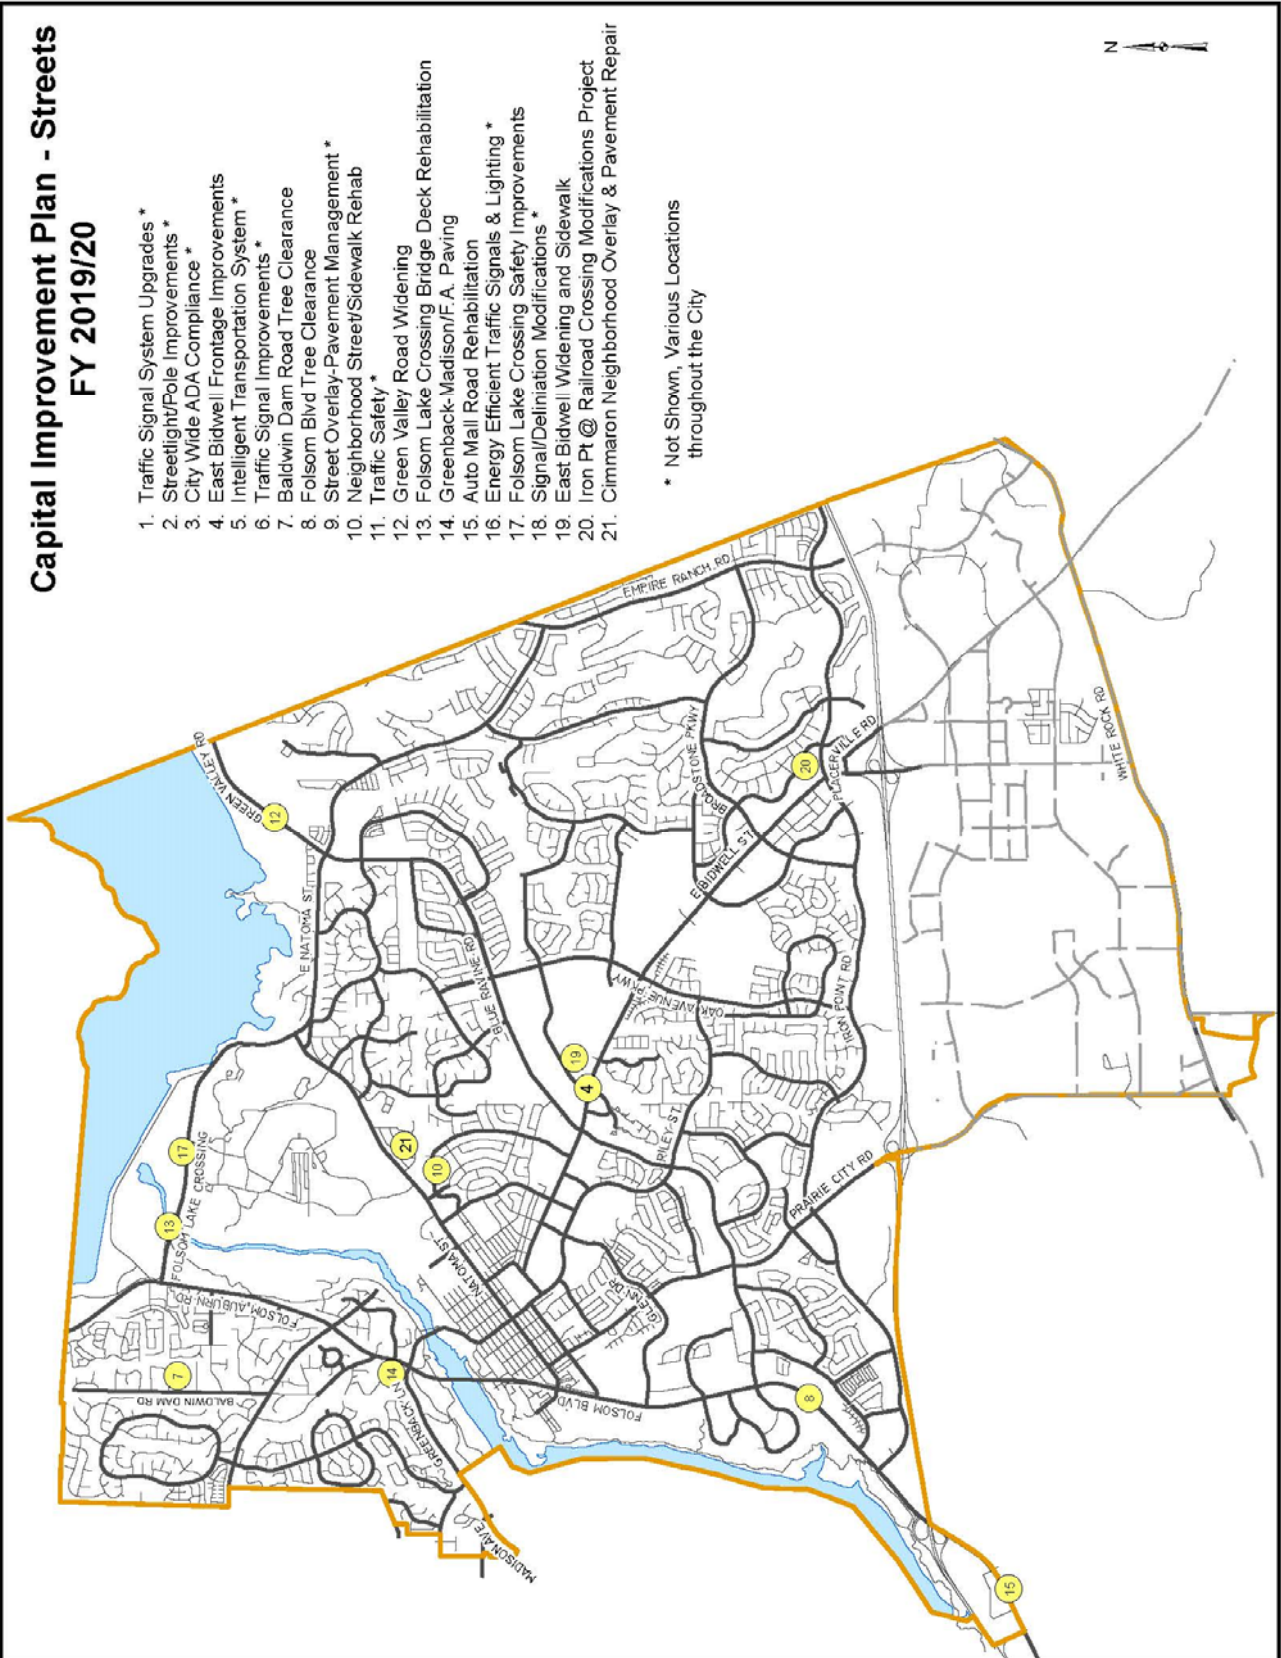 Capital Improvement Plan - Streets
FY 2019/20
1. Traffic Signal System Upgrades *
2. Streetlight/Pole Improvements *
3. City Wide ADA Compliance *
4. East Bidwell Frontage Improvements
5. Intelligent Transportation System *
6. Traffic Signal Improvements *
7. Baldwin Dam Road Tree Clearance
8. Folsom Blvd Tree Clearance
9. Street Overlay-Pavement Management *
10. Neighborhood Street/Sidewalk Rehab
11. Traffic Safety *
12. Green Valley Road Widening
13. Folsom Lake Crossing Bridge Deck Rehabilitation
14. Greenback-Madison/F.A. Paving
15. Auto Mall Road Rehabilitation
16. Energy Efficient Traffic Signals & Lighting *
17. Folsom Lake Crossing Safety Improvements
18. Signal/Deliniation Modifications *
19. East Bidwell Widening and Sidewalk
20. Iron Pt @ Railroad Crossing Modifications Project
21. Cimmaron Neighborhood Overlay & Pavement Repair
* Not Shown, Various Locations
throughout the City
N
GREEN VALLEY RD
12
EMPIRE RANCH RD
E NATOMA ST
BROADSTONE PKWY
20
PLACERVILLE RD
E BIDWELL ST
WHITE ROCK RD
BLUE RAVINE RD
OAK AVENUE PKWY
IRON POINT RD
19
4
17
FOLSOM LAKE CROSSING
13
21
10
RILEY ST
PRAIRIE CITY RD
NATOMA ST
GLENN DR
FOLSOM AUBURN RD
7
BALDWIN DAM RD
14
GREENBACK LN
FOLSOM BLVD
8
MADISON AVE
15